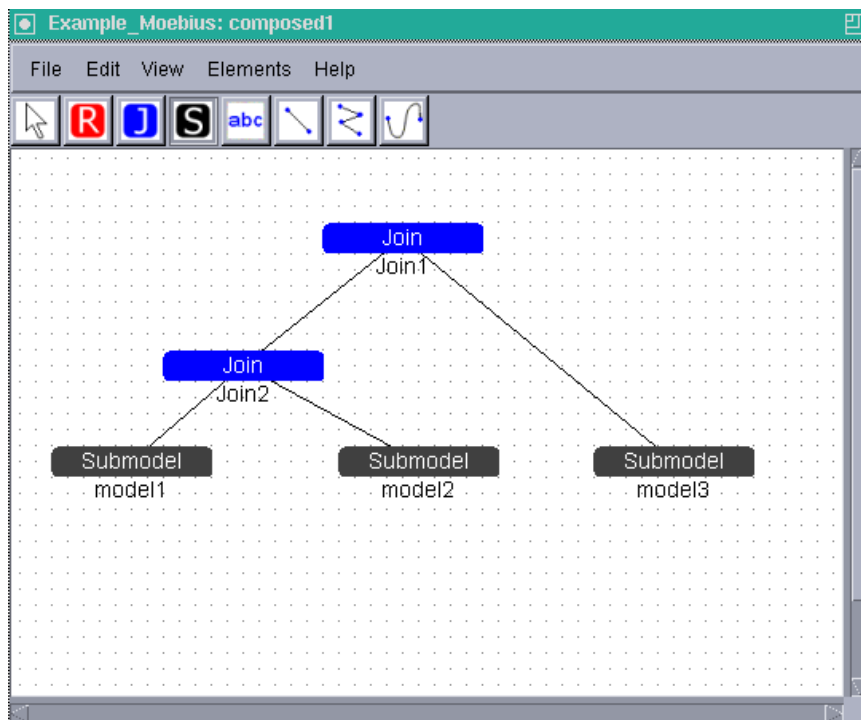 Example_Moebius: composed1
File Edit View Elements Help
R J S abc
Join
Join1
Join
Join2
Submodel Submodel Submodel
model1 model2 model3